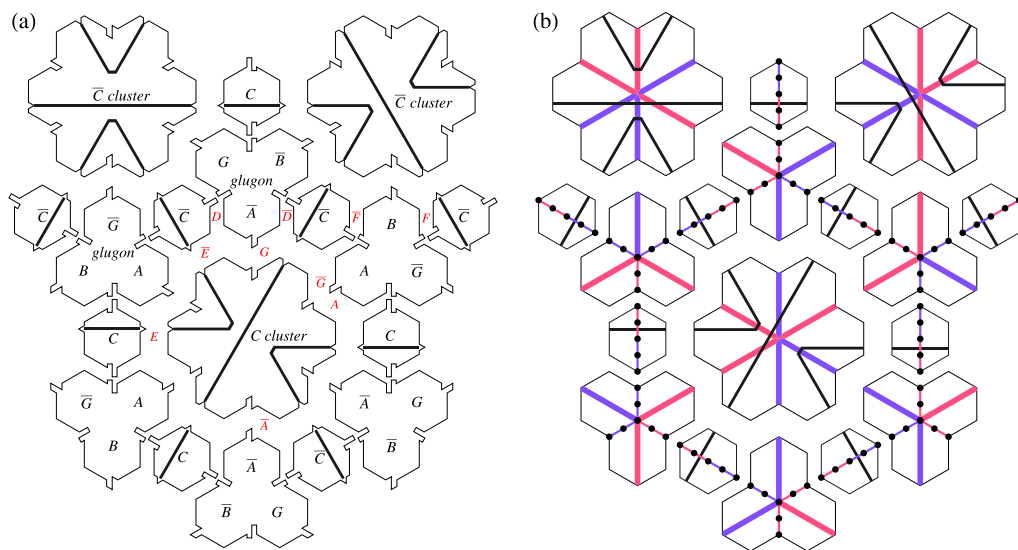 (a)
(b)
C̅ cluster
C
C̅ cluster
G B̅
glugon
C̅ G̅ C̅ D A̅ D̅ C̅ F̅ B F C̅
glugon E̅ G
B A G̅ A G̅
A
C E C cluster C
G̅ A A̅ A̅ G
B C A̅ C̅ B̅
B̅ G